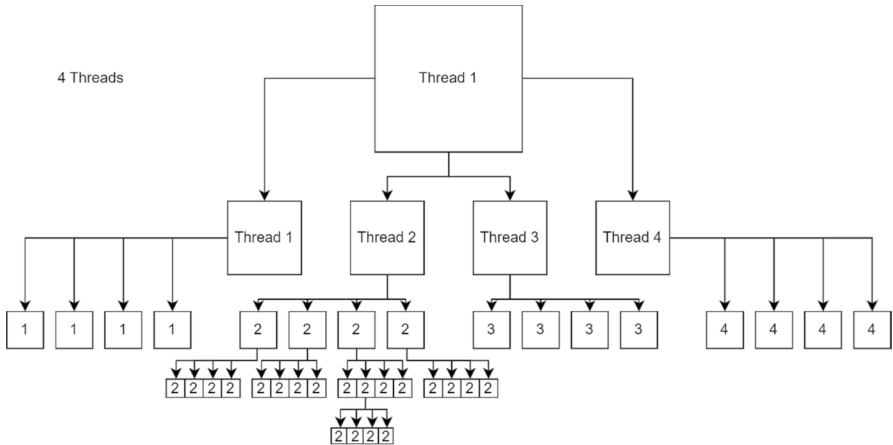 Thread 1
4 Threads
Thread 1 Thread 2 Thread 3 Thread 4
1 1 1 1 2 2 2 2 3 3 3 3 4 4 4 4
2 2 2 2 2 2 2 2 2 2 2 2 2 2 2 2
2 2 2 2